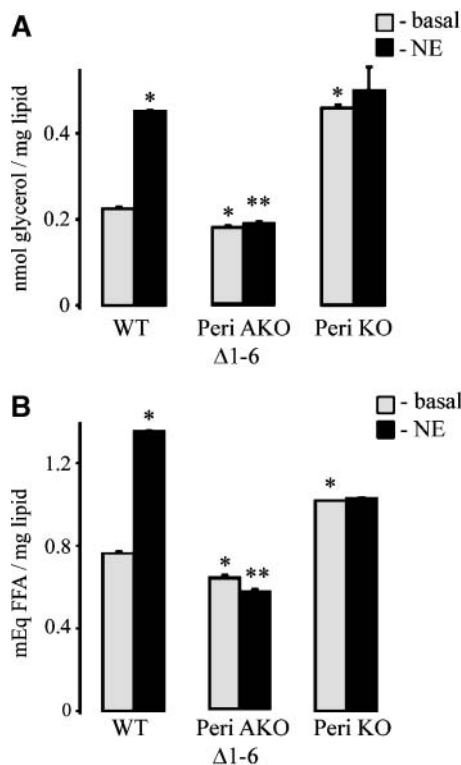 A
- basal
- NE
nmol glycerol / mg lipid
0.4
0.2
0
*
*
**
*
WT
Peri AKO
Δ1-6
Peri KO
B
- basal
- NE
mEq FFA / mg lipid
1.2
0.8
0.4
0
*
*
**
*
WT
Peri AKO
Δ1-6
Peri KO